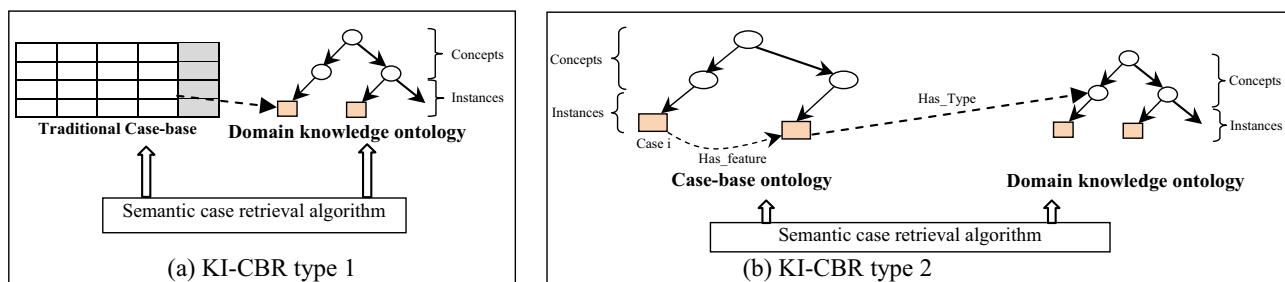 Concepts
Instances
Traditional Case-base
Domain knowledge ontology
Semantic case retrieval algorithm
(a) KI-CBR type 1
Concepts
Instances
Case i
Has_feature
Has_Type
Concepts
Instances
Case-base ontology
Domain knowledge ontology
Semantic case retrieval algorithm
(b) KI-CBR type 2